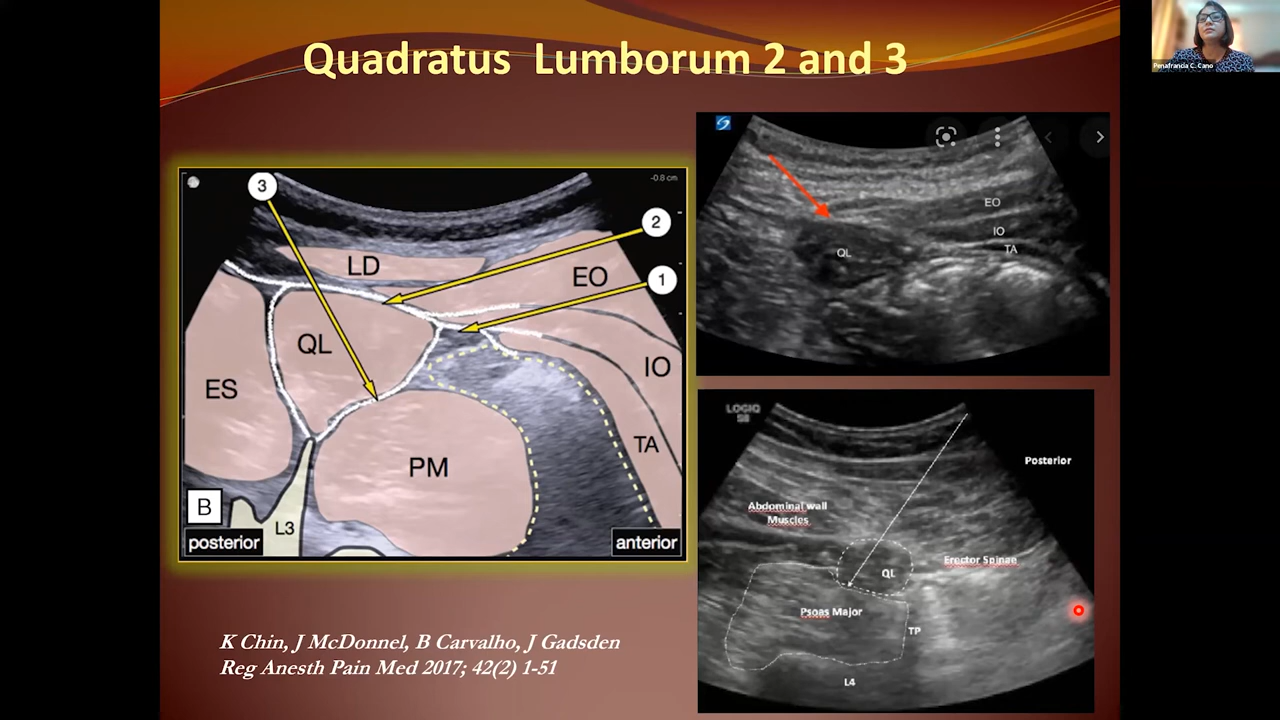 Quadratus Lumborum 2 and 3
Penafrancia C. Cano
-0.8 cm
3
2
1
LD
EO
QL
ES
IO
TA
PM
B
L3
posterior
anterior
EO
IO
TA
QL
LOGIQ
S8
Posterior
Abdominal wall
Muscles
Erector Spinae
QL
Psoas Major
TP
L4
K Chin, J McDonnel, B Carvalho, J Gadsden
Reg Anesth Pain Med 2017; 42(2) 1-51